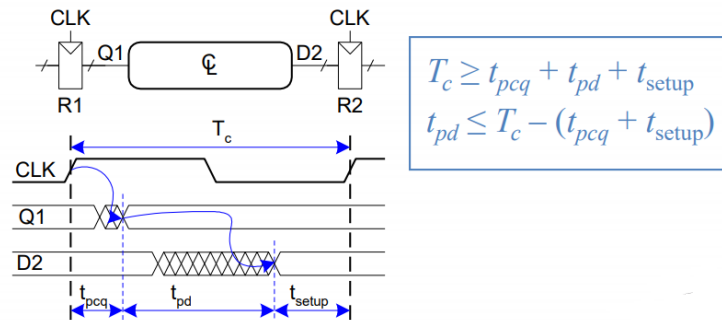 CLK CLK
Q1 CL D2
R1 R2
T_c ≥ t_pcq + t_pd + t_setup
t_pd ≤ T_c − (t_pcq + t_setup)
T_c
CLK
Q1
D2
t_pcq t_pd t_setup